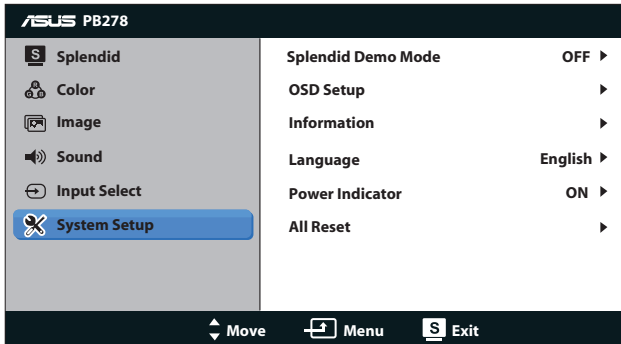 ASUS PB278
S Splendid
Color
Image
Sound
Input Select
System Setup
Splendid Demo Mode OFF
OSD Setup
Information
Language English
Power Indicator ON
All Reset
Move Menu S Exit